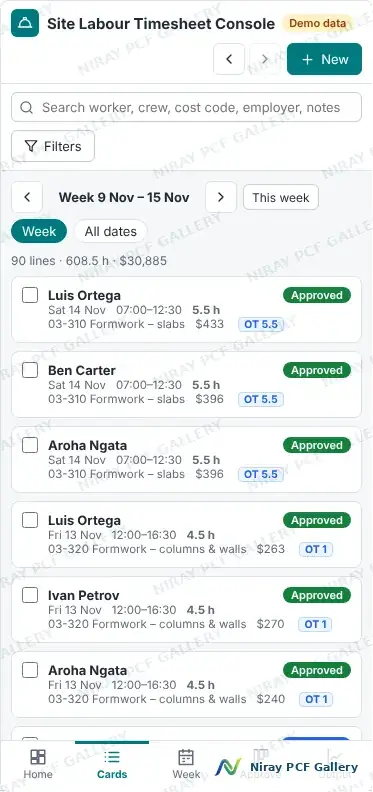 Site Labour Timesheet Console
Demo data
New
Search worker, crew, cost code, employer, notes
Filters
Week 9 Nov – 15 Nov
This week
Week
All dates
90 lines · 608.5 h · $30,885
Luis Ortega
Approved
Sat 14 Nov 07:00–12:30 5.5 h
03-310 Formwork – slabs $433 OT 5.5
Ben Carter
Approved
Sat 14 Nov 07:00–12:30 5.5 h
03-310 Formwork – slabs $396 OT 5.5
Aroha Ngata
Approved
Sat 14 Nov 07:00–12:30 5.5 h
03-310 Formwork – slabs $396 OT 5.5
Luis Ortega
Approved
Fri 13 Nov 12:00–16:30 4.5 h
03-320 Formwork – columns & walls $263 OT 1
Ivan Petrov
Approved
Fri 13 Nov 12:00–16:30 4.5 h
03-320 Formwork – columns & walls $270 OT 1
Aroha Ngata
Approved
Fri 13 Nov 12:00–16:30 4.5 h
03-320 Formwork – columns & walls $240 OT 1
Home
Cards
Week
Niray PCF Gallery
NIRAY PCF GALLERY